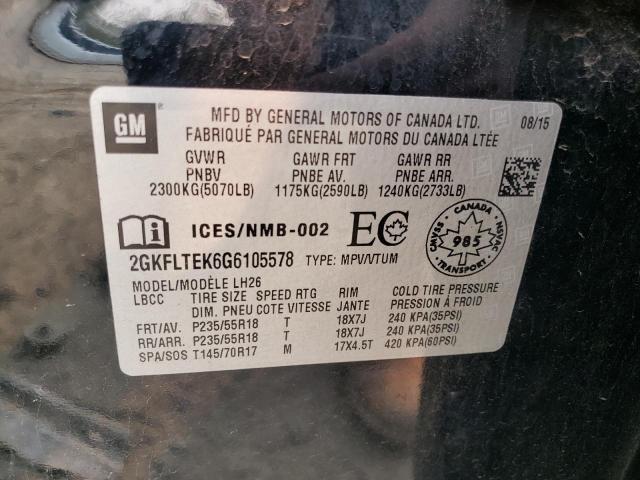 GM
MFD BY GENERAL MOTORS OF CANADA LTD. 08/15
FABRIQUÉ PAR GENERAL MOTORS DU CANADA LTÉE
GVWR GAWR FRT GAWR RR
PNBV PNBE AV. PNBE ARR.
2300KG(5070LB) 1175KG(2590LB) 1240KG(2733LB)
ICES/NMB-002 EC
CMVSS NSVAC
985
TRANSPORT
2GKFLTEK6G6105578 TYPE: MPV/VTUM
MODEL/MODÈLE LH26
LBCC TIRE SIZE SPEED RTG RIM COLD TIRE PRESSURE
DIM. PNEU COTE VITESSE JANTE PRESSION À FROID
FRT/AV. P235/55R18 T 18X7J 240 KPA(35PSI)
RR/ARR. P235/55R18 T 18X7J 240 KPA(35PSI)
SPA/SOS T145/70R17 M 17X4.5T 420 KPA(60PSI)